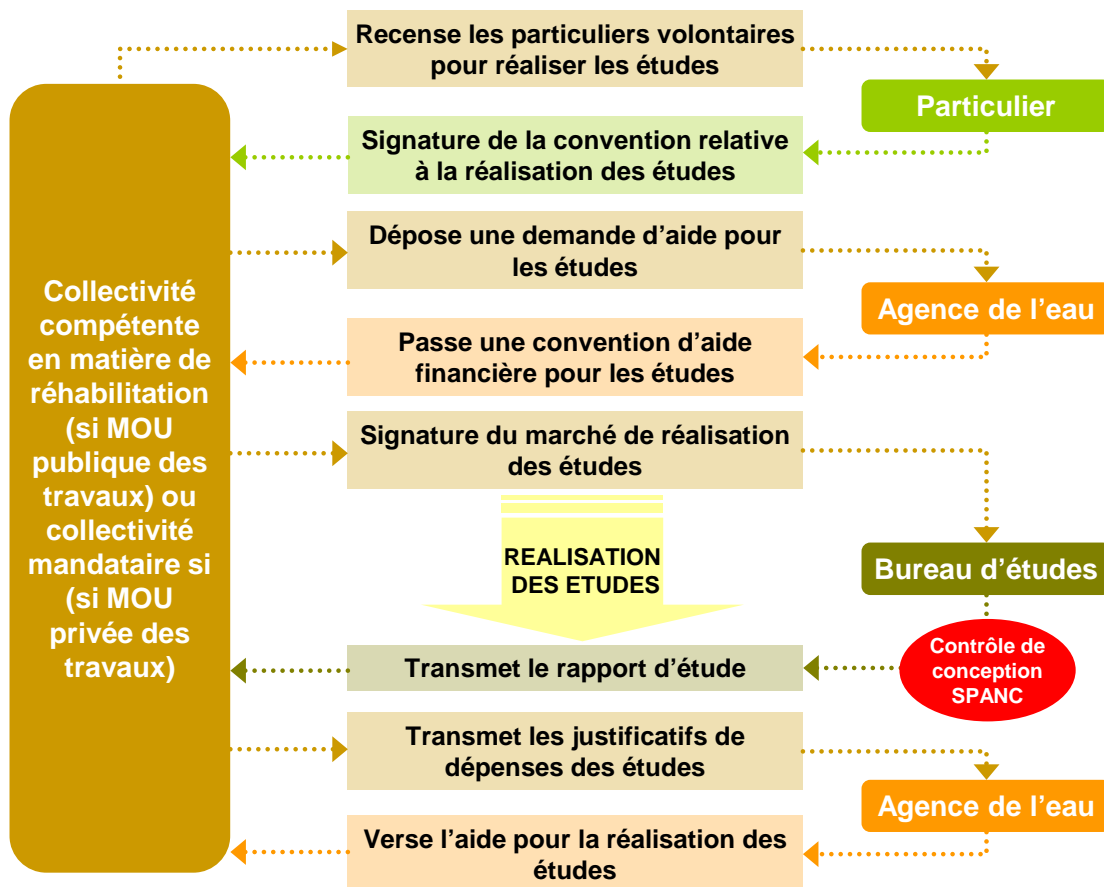 Recense les particuliers volontaires
pour réaliser les études
Particulier
Signature de la convention relative
à la réalisation des études
Dépose une demande d’aide pour
les études
Agence de l’eau
Passe une convention d’aide
financière pour les études
Collectivité
compétente
en matière de
réhabilitation
(si MOU
publique des
travaux) ou
collectivité
mandataire si
(si MOU
privée des
travaux)
Signature du marché de réalisation
des études
REALISATION
DES ETUDES
Bureau d’études
Contrôle de
conception
SPANC
Transmet le rapport d’étude
Transmet les justificatifs de
dépenses des études
Agence de l’eau
Verse l’aide pour la réalisation des
études